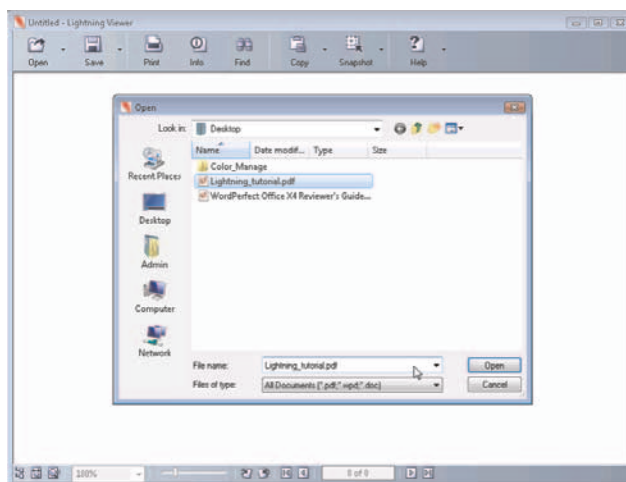 Untitled - Lightning Viewer
Open Save Print Info Find Copy Snapshot Help
Open
Look in: Desktop
Name Date modif... Type Size
Color_Manage
Lightning_tutorial.pdf
WordPerfect Office X4 Reviewer's Guide...
Recent Places
Desktop
Admin
Computer
Network
File name: Lightning_tutorial.pdf Open
Files of type: All Documents (*.pdf;*.wpd;*.doc) Cancel
100% 0 of 0